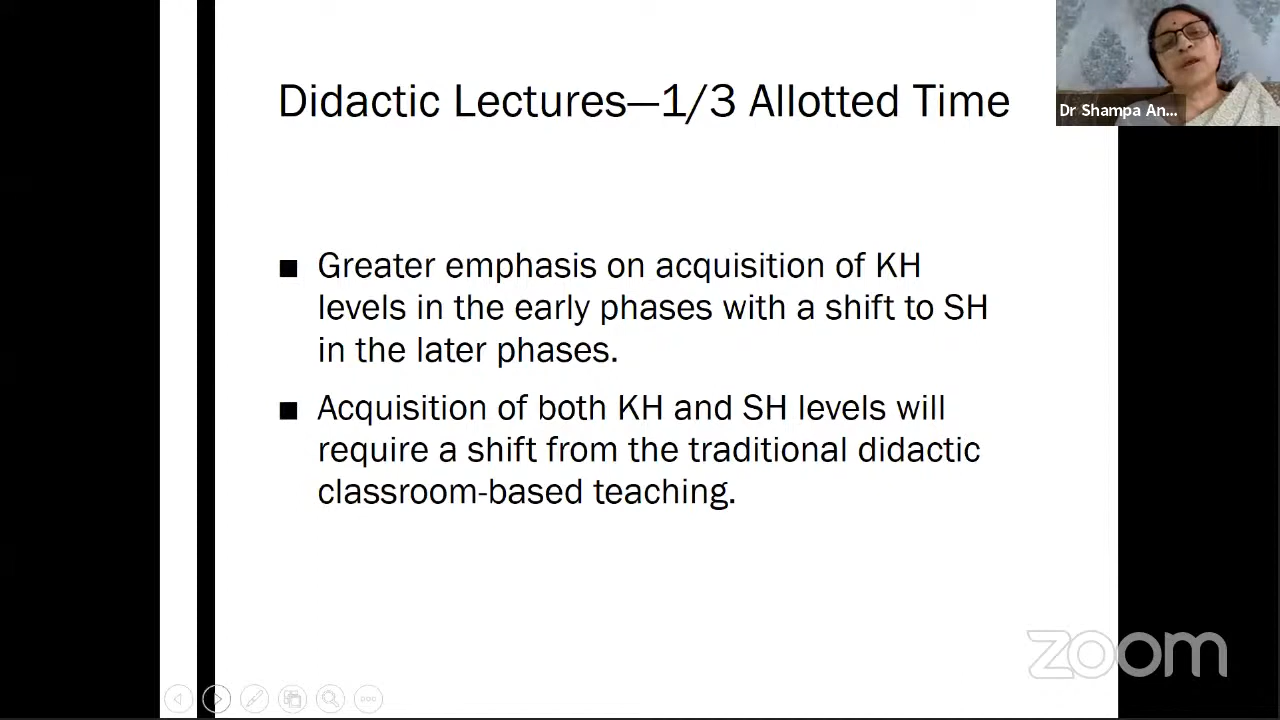 Didactic Lectures—1/3 Allotted Time
Dr Shampa An...
■ Greater emphasis on acquisition of KH
levels in the early phases with a shift to SH
in the later phases.
■ Acquisition of both KH and SH levels will
require a shift from the traditional didactic
classroom-based teaching.
zoom